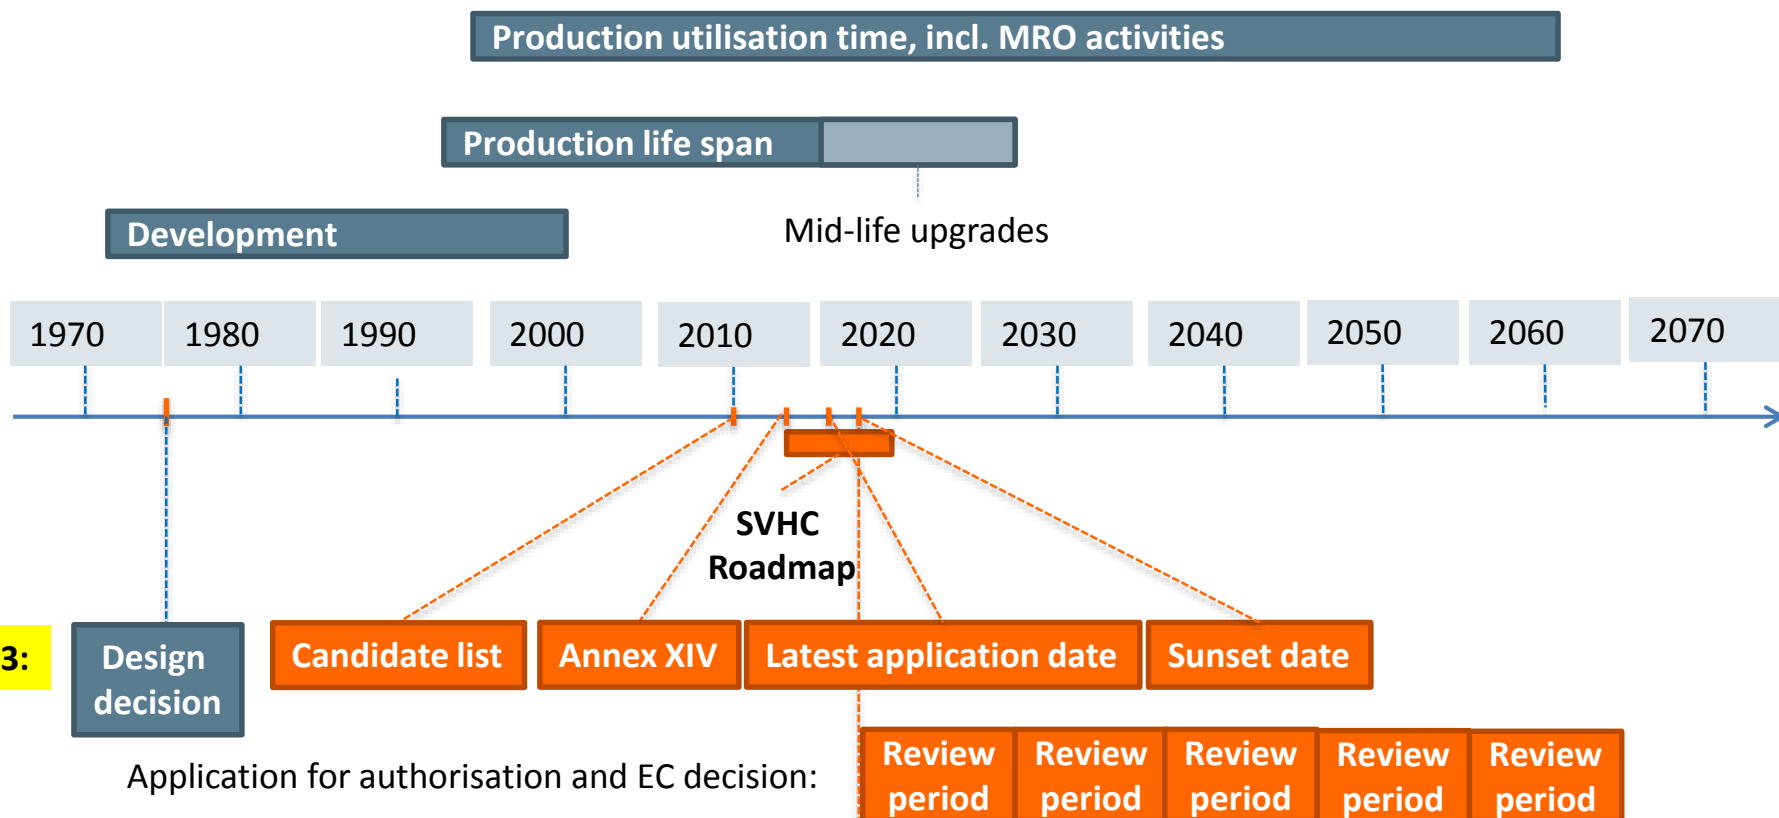 Production utilisation time, incl. MRO activities
Production life span
Development
Mid-life upgrades
1970 1980 1990 2000 2010 2020 2030 2040 2050 2060 2070
SVHC
Roadmap
3:
Design
decision
Candidate list
Annex XIV
Latest application date
Sunset date
Application for authorisation and EC decision:
Review
period
Review
period
Review
period
Review
period
Review
period